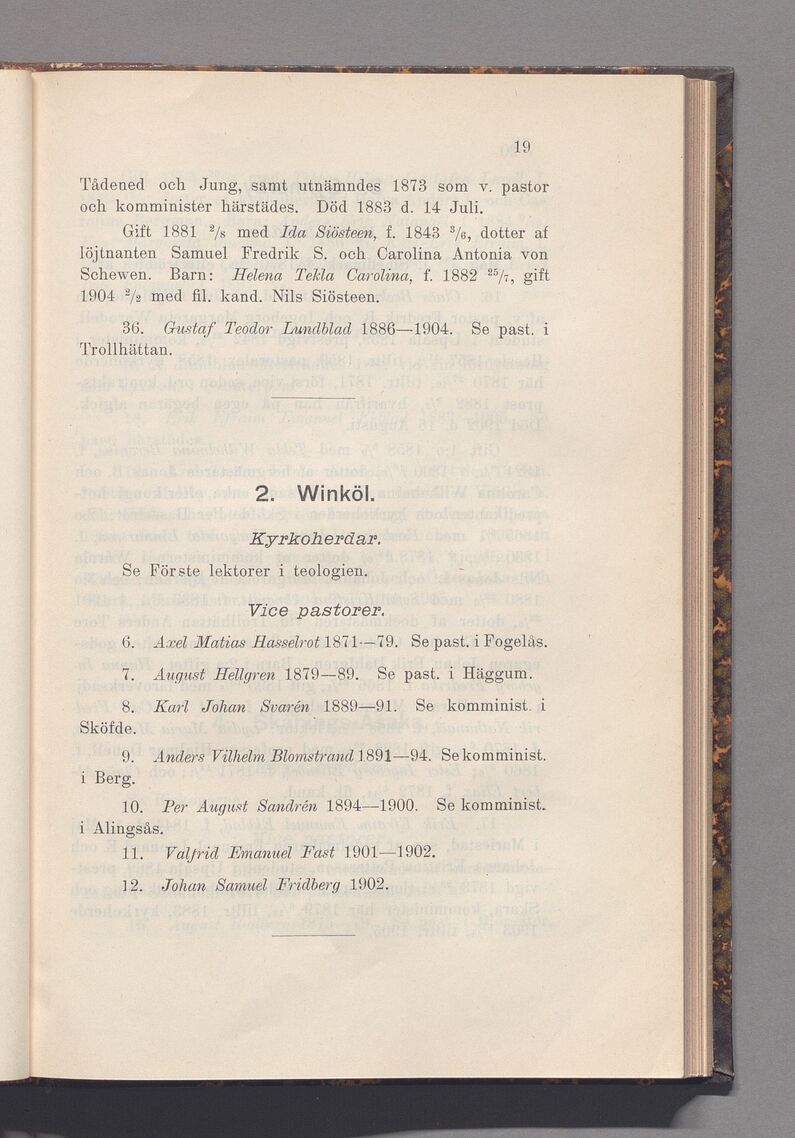 19
Tådened och Jung, samt utnämndes 1873 som v. pastor
och komminister härstädes. Död 1883 d. 14 Juli.
Gift 1881 2/8 med Ida Siösteen, f. 1843 3/6, dotter af
löjtnanten Samuel Fredrik S. och Carolina Antonia von
Schewen. Barn: Helena Tekla Carolina, f. 1882 25/7, gift
1904 2/2 med fil. kand. Nils Siösteen.
36. Gustaf Teodor Lundblad 1886—1904. Se past. i
Trollhättan.
2. Winköl.
Kyrkoherdar.
Se Förste lektorer i teologien.
Vice pastorer.
6. Axel Matias Hasselrot 1871—79. Se past. i Fogelås.
7. August Hellgren 1879—89. Se past. i Häggum.
8. Karl Johan Svarén 1889—91. Se komminist. i
Sköfde.
9. Anders Vilhelm Blomstrand 1891—94. Se komminist.
i Berg.
10. Per August Sandrén 1894—1900. Se komminist.
i Alingsås.
11. Valfrid Emanuel Fast 1901—1902.
12. Johan Samuel Fridberg 1902.